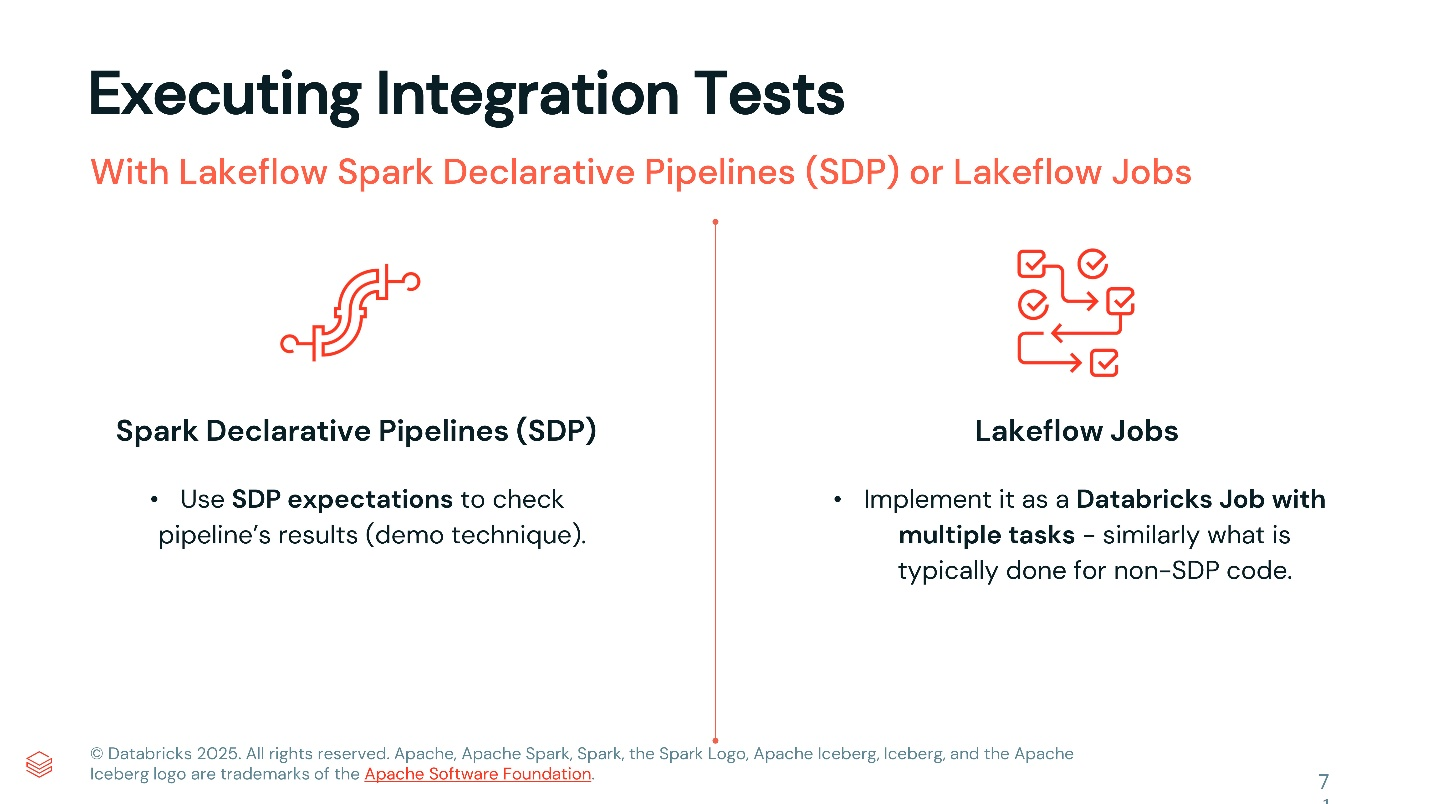 Executing Integration Tests
With Lakeflow Spark Declarative Pipelines (SDP) or Lakeflow Jobs
Spark Declarative Pipelines (SDP)
• Use SDP expectations to check
pipeline’s results (demo technique).
Lakeflow Jobs
• Implement it as a Databricks Job with
multiple tasks - similarly what is
typically done for non-SDP code.
© Databricks 2025. All rights reserved. Apache, Apache Spark, Spark, the Spark Logo, Apache Iceberg, Iceberg, and the Apache
Iceberg logo are trademarks of the Apache Software Foundation.
7
1